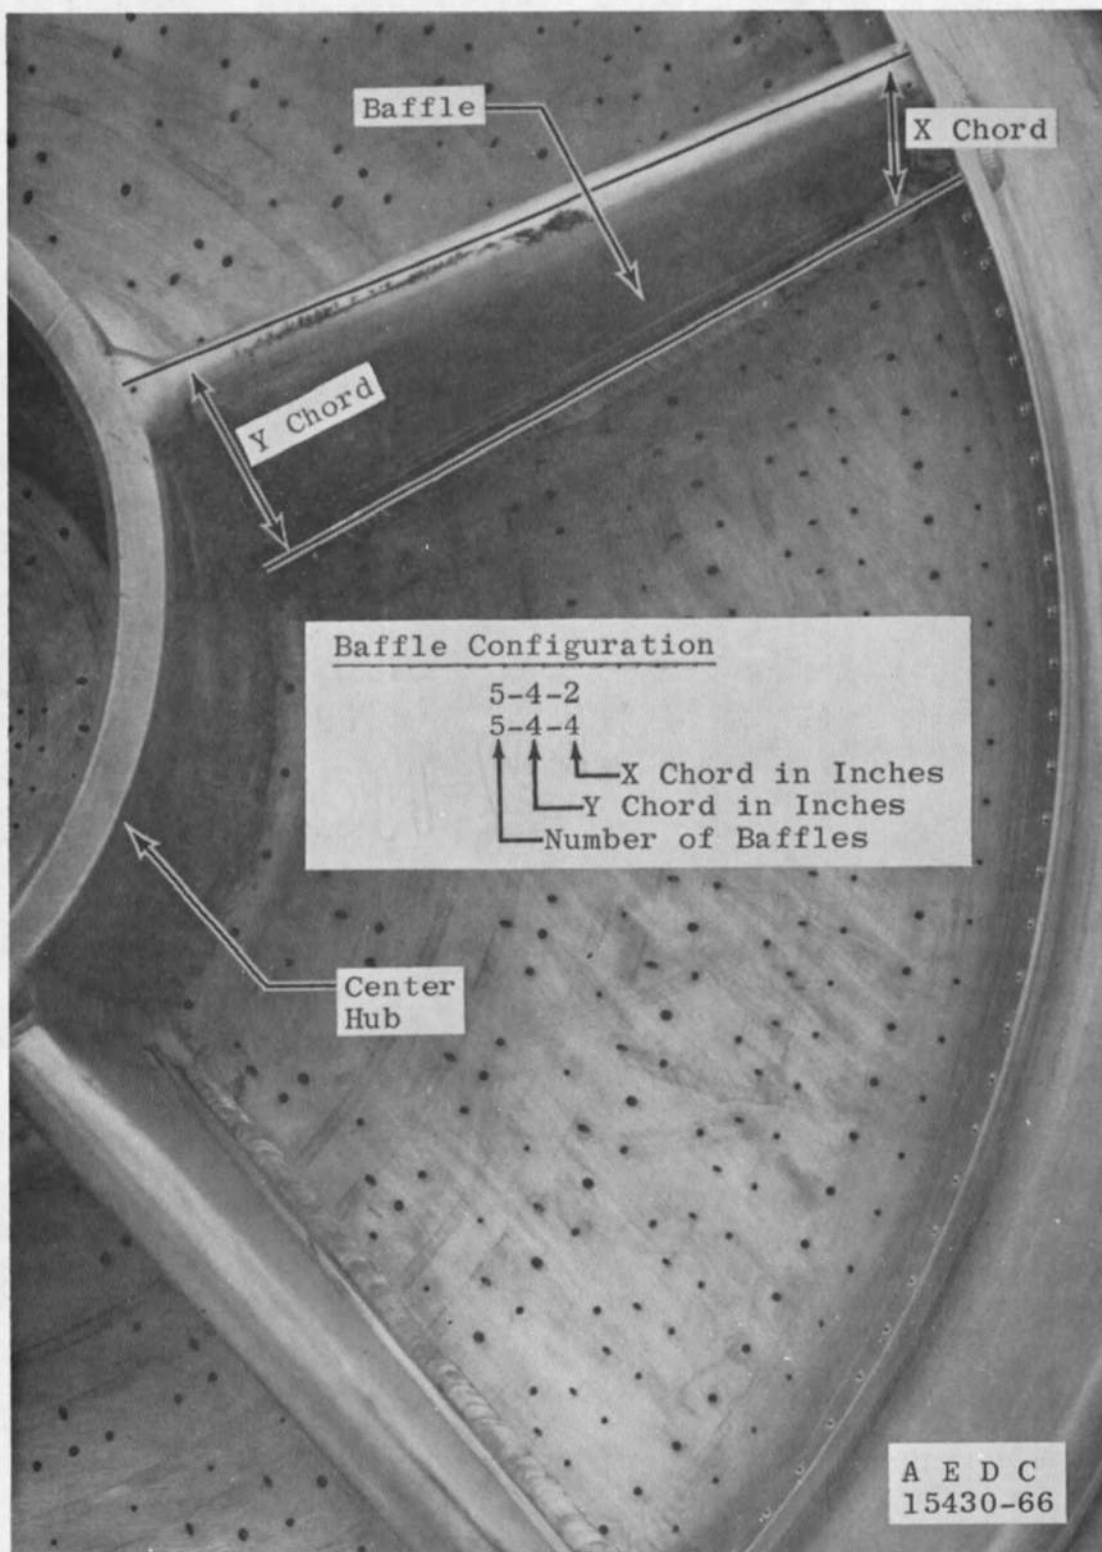 Baffle
X Chord
Y Chord
Baffle Configuration
5-4-2
5-4-4
X Chord in Inches
Y Chord in Inches
Number of Baffles
Center
Hub
A E D C
15430-66